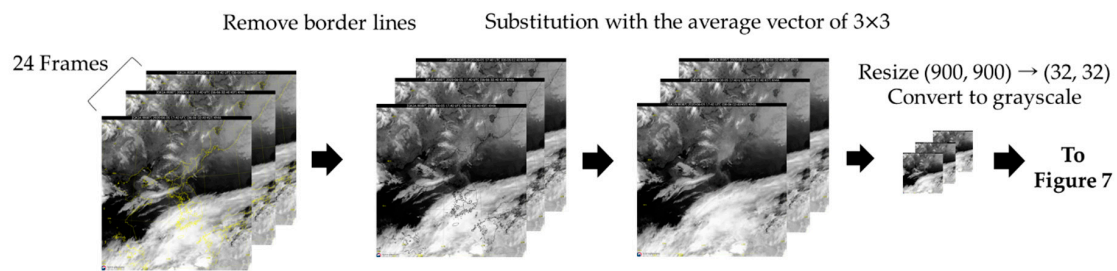 Remove border lines
Substitution with the average vector of 3×3
24 Frames
Resize (900, 900) → (32, 32)
Convert to grayscale
To
Figure 7